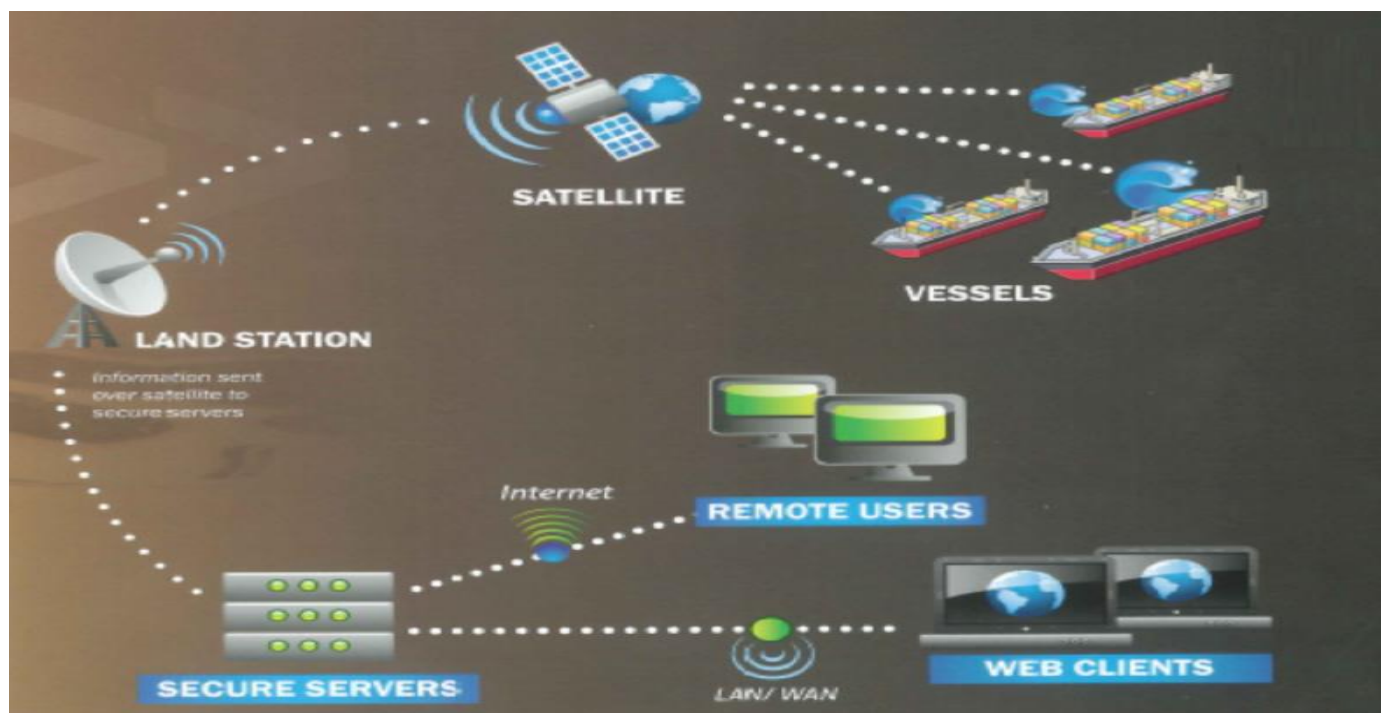 SATELLITE
VESSELS
LAND STATION
Information sent
over satellite to
secure servers
Internet
REMOTE USERS
WEB CLIENTS
SECURE SERVERS
LAN/ WAN